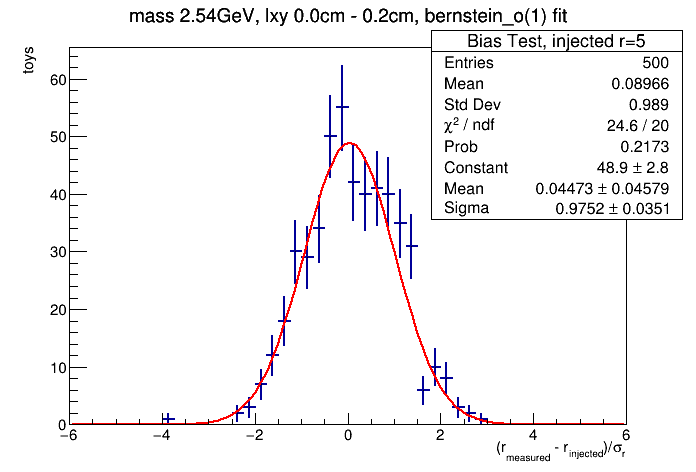 mass 2.54GeV, lxy 0.0cm - 0.2cm, bernstein_o(1) fit
Bias Test, injected r=5
Entries 500
Mean 0.08966
Std Dev 0.989
χ² / ndf 24.6 / 20
Prob 0.2173
Constant 48.9 ± 2.8
Mean 0.04473 ± 0.04579
Sigma 0.9752 ± 0.0351
toys
60
50
40
30
20
10
0
−6 −4 −2 0 2 4 6
(r_measured - r_injected)/σ_r